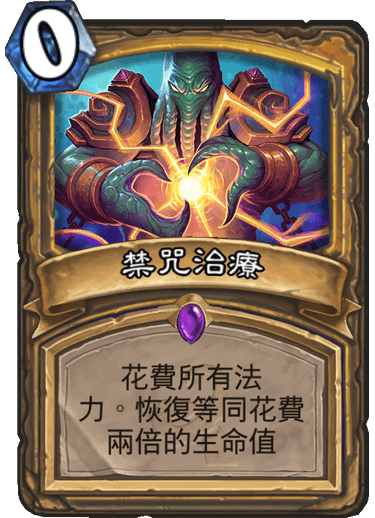 0
禁咒治療
花費所有法
力。恢復等同花費
兩倍的生命值